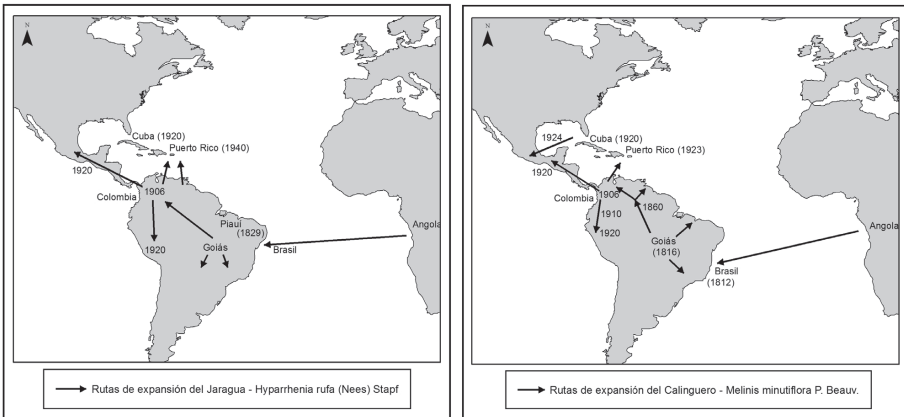 N
Cuba (1920)
Puerto Rico (1940)
1920
1906
Colombia
Piauí
(1829)
Angola
Goiás
1920
Brasil
Rutas de expansión del Jaragua - Hyparrhenia rufa (Nees) Stapf
N
1924
Cuba (1920)
Puerto Rico (1923)
1920
1906
Colombia
1860
1910
Angola
1920
Goiás
(1816)
Brasil
(1812)
Rutas de expansión del Calinguero - Melinis minutiflora P. Beauv.